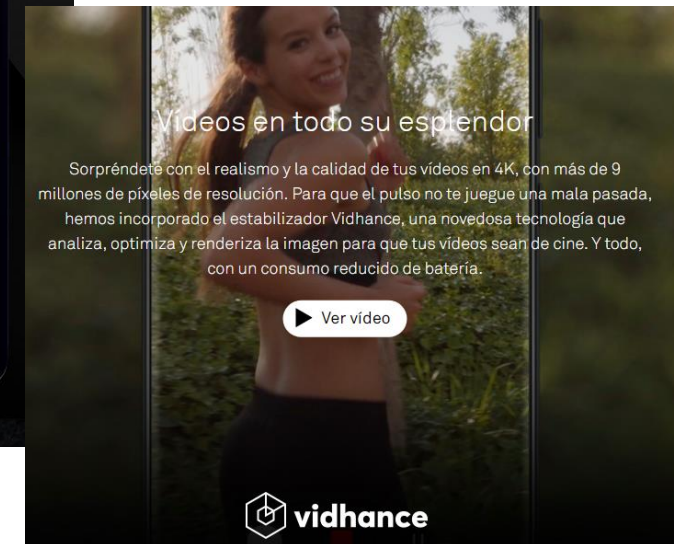 Vídeos en todo su esplendor
Sorpréndete con el realismo y la calidad de tus vídeos en 4K, con más de 9
millones de píxeles de resolución. Para que el pulso no te juegue una mala pasada,
hemos incorporado el estabilizador Vidhance, una novedosa tecnología que
analiza, optimiza y renderiza la imagen para que tus vídeos sean de cine. Y todo,
con un consumo reducido de batería.
Ver vídeo
vidhance